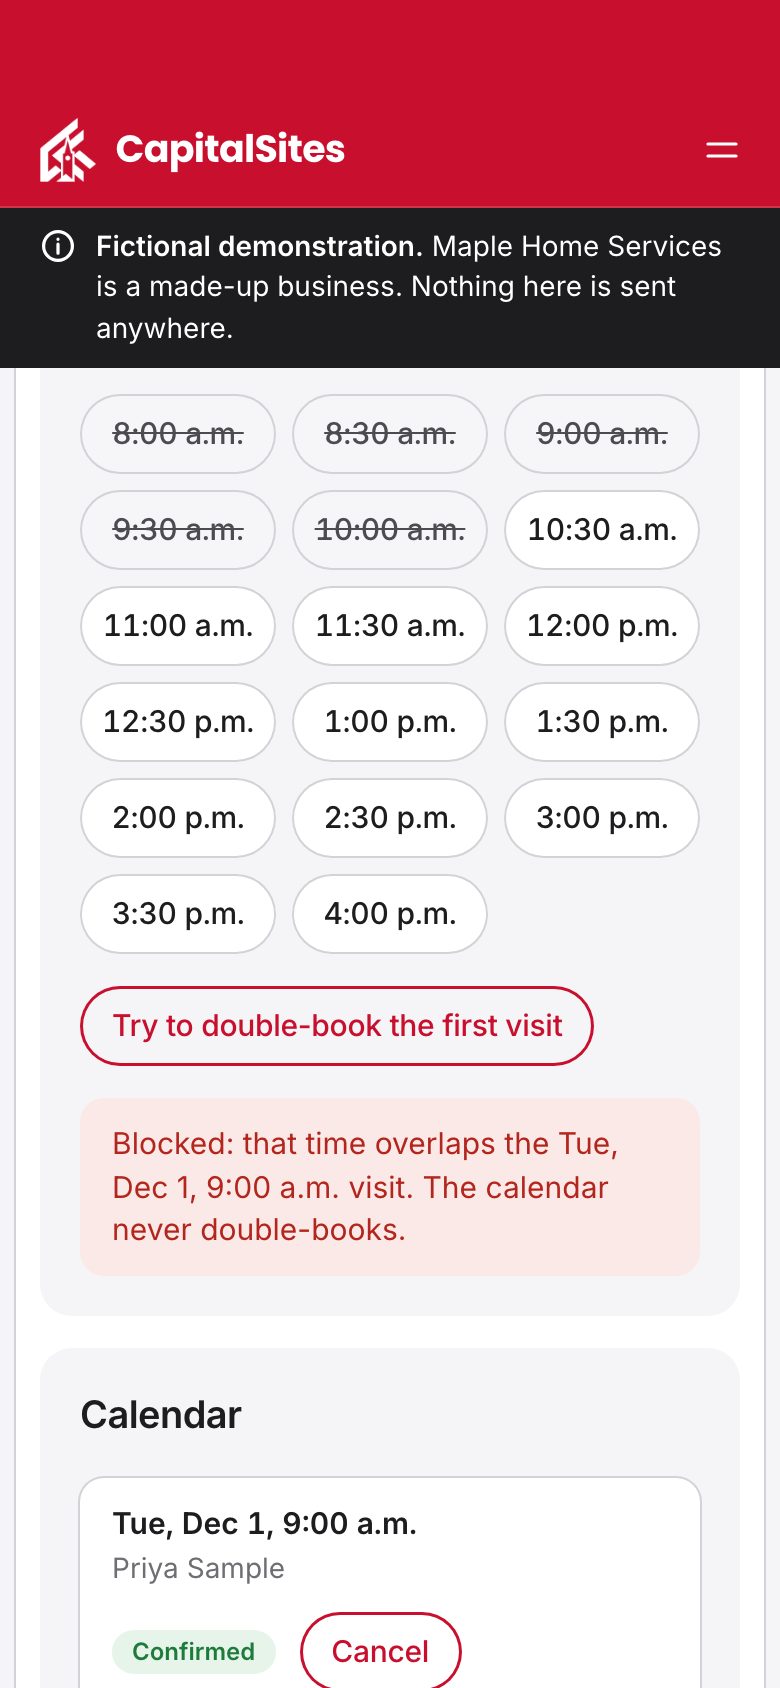 CapitalSites
Fictional demonstration. Maple Home Services
is a made-up business. Nothing here is sent
anywhere.
8:00 a.m. 8:30 a.m. 9:00 a.m.
9:30 a.m. 10:00 a.m. 10:30 a.m.
11:00 a.m. 11:30 a.m. 12:00 p.m.
12:30 p.m. 1:00 p.m. 1:30 p.m.
2:00 p.m. 2:30 p.m. 3:00 p.m.
3:30 p.m. 4:00 p.m.
Try to double-book the first visit
Blocked: that time overlaps the Tue,
Dec 1, 9:00 a.m. visit. The calendar
never double-books.
Calendar
Tue, Dec 1, 9:00 a.m.
Priya Sample
Confirmed Cancel